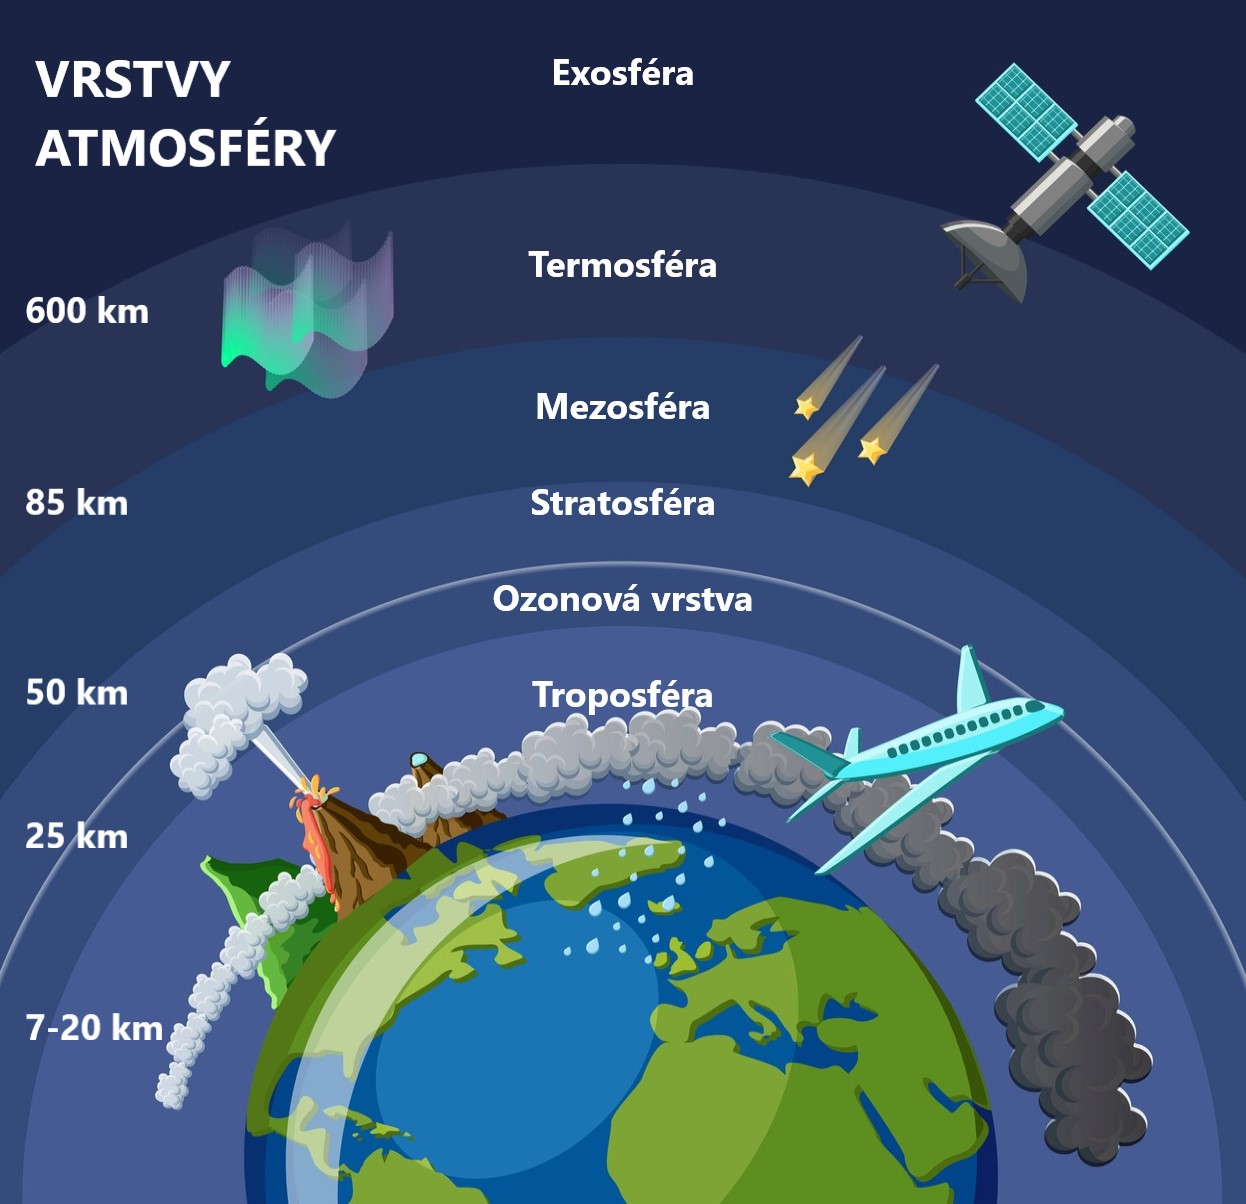 VRSTVY
ATMOSFÉRY
Exosféra
Termosféra
600 km
Mezosféra
85 km
Stratosféra
Ozonová vrstva
50 km
Troposféra
25 km
7-20 km